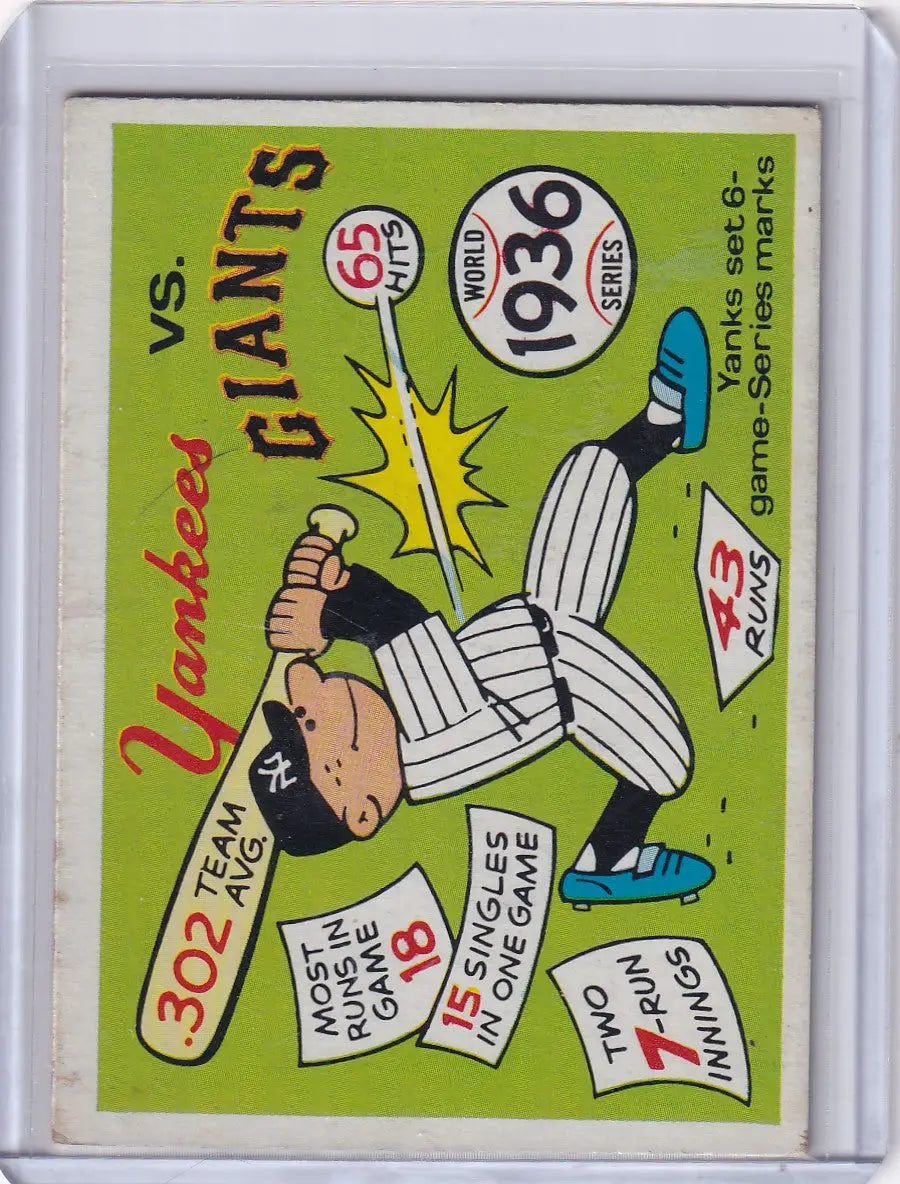 Yankees
VS.
GIANTS
.302 TEAM
AVG.
65
HITS
WORLD
1936
SERIES
NY
MOST
RUNS IN
GAME
18
15 SINGLES
IN ONE GAME
TWO
7-RUN
INNINGS
43
RUNS
Yanks set 6-
game-Series marks